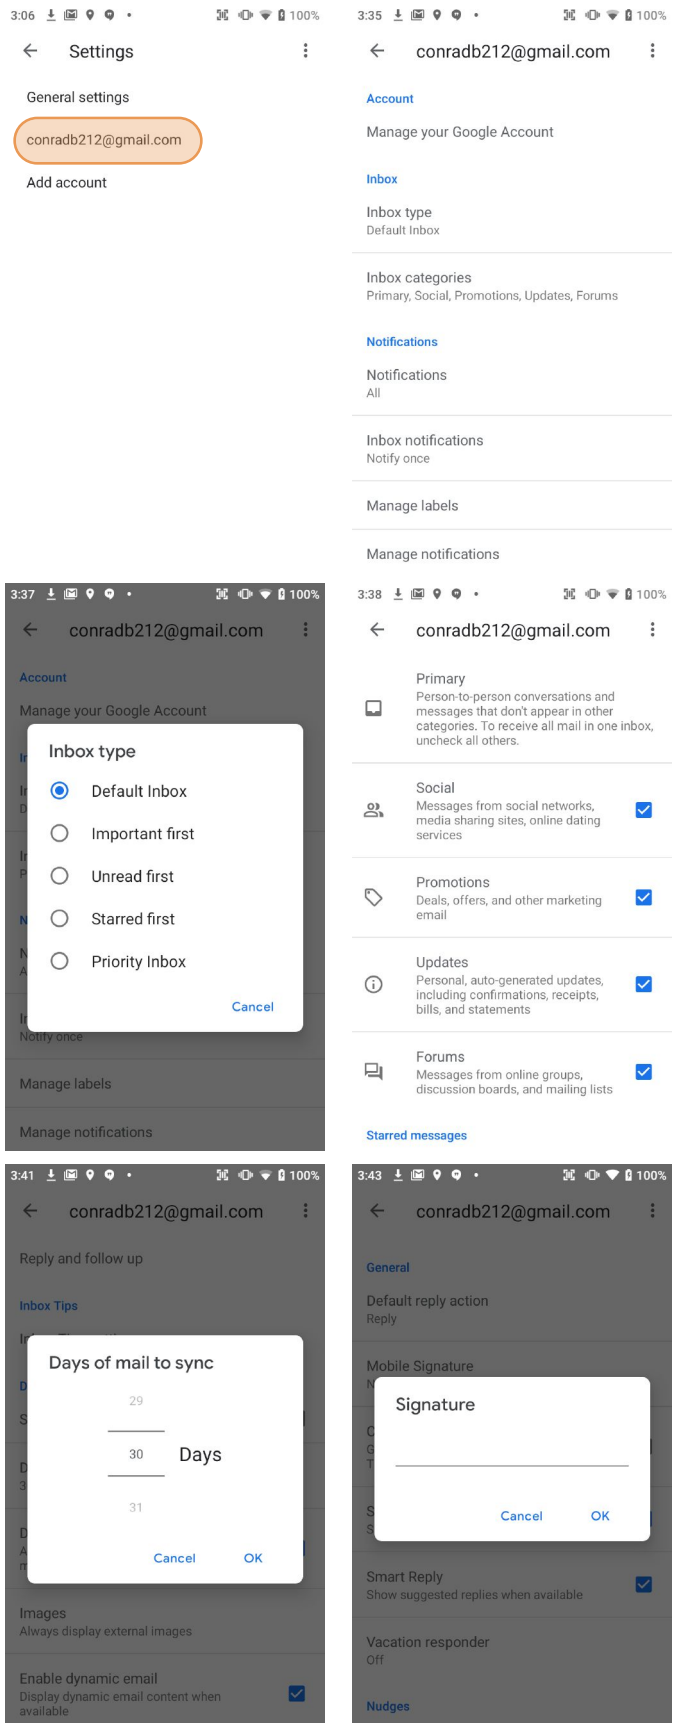 3:06
100%
Settings
General settings
conradb212@gmail.com
Add account
3:35
100%
conradb212@gmail.com
Account
Manage your Google Account
Inbox
Inbox type
Default Inbox
Inbox categories
Primary, Social, Promotions, Updates, Forums
Notifications
Notifications
All
Inbox notifications
Notify once
Manage labels
Manage notifications
3:37
100%
conradb212@gmail.com
Account
Manage your Google Account
Inbox type
Default Inbox
Important first
Unread first
Starred first
Priority Inbox
Cancel
Notify once
Manage labels
Manage notifications
3:38
100%
conradb212@gmail.com
Primary
Person-to-person conversations and
messages that don't appear in other
categories. To receive all mail in one inbox,
uncheck all others.
Social
Messages from social networks,
media sharing sites, online dating
services
Promotions
Deals, offers, and other marketing
email
Updates
Personal, auto-generated updates,
including confirmations, receipts,
bills, and statements
Forums
Messages from online groups,
discussion boards, and mailing lists
Starred messages
3:41
100%
conradb212@gmail.com
Reply and follow up
Inbox Tips
Days of mail to sync
29
30 Days
31
Cancel OK
Images
Always display external images
Enable dynamic email
Display dynamic email content when
available
3:43
100%
conradb212@gmail.com
General
Default reply action
Reply
Mobile Signature
Signature
Cancel OK
Smart Reply
Show suggested replies when available
Vacation responder
Off
Nudges